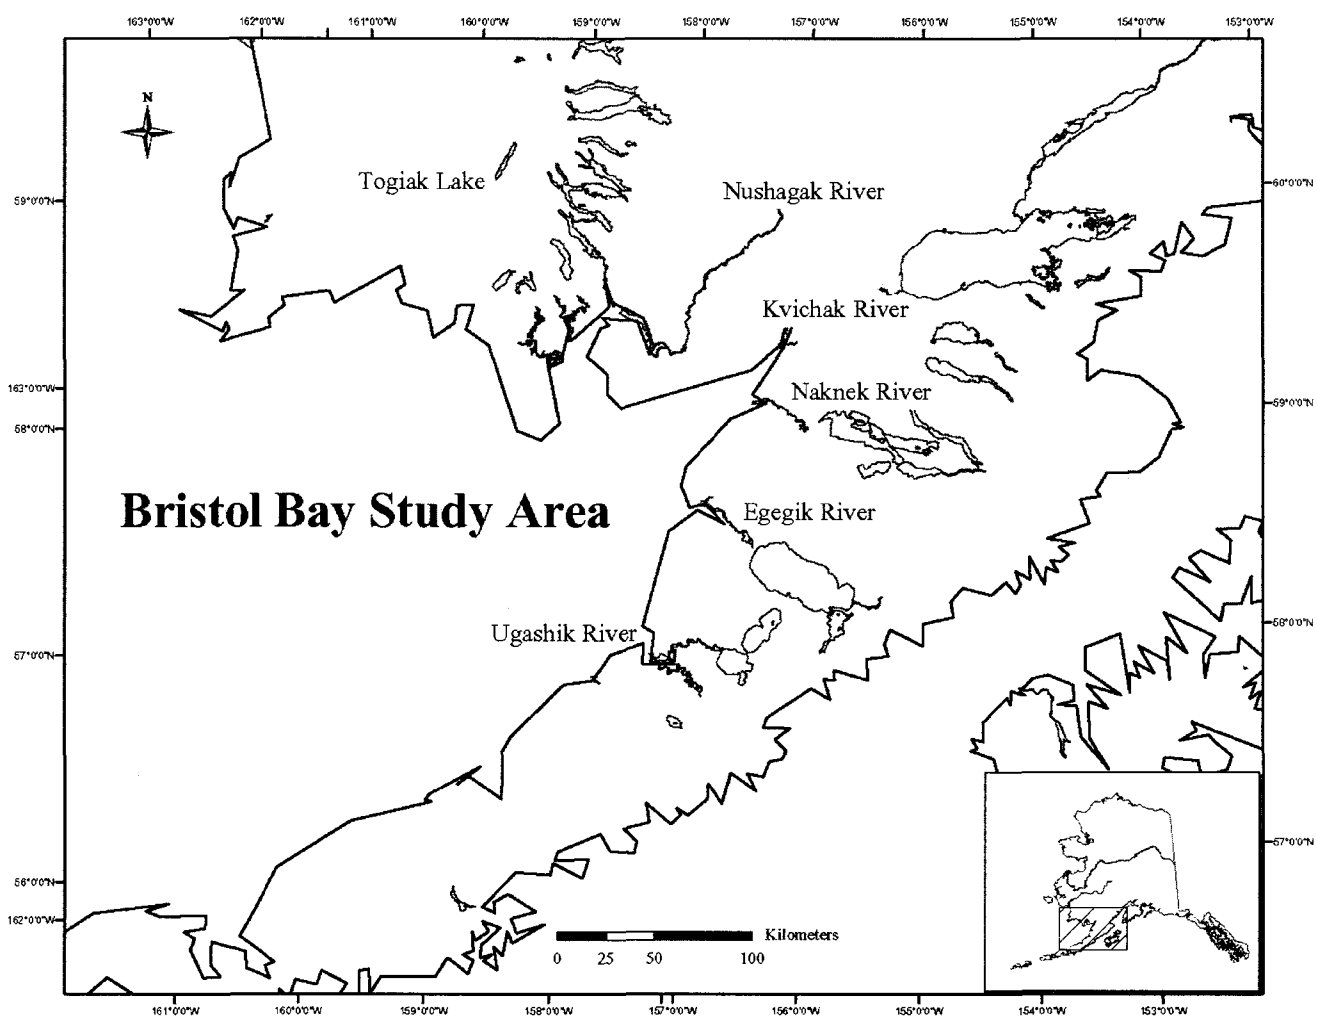 163°0'0"W 162°0'0"W 161°0'0"W 160°0'0"W 159°0'0"W 158°0'0"W 157°0'0"W 156°0'0"W 155°0'0"W 154°0'0"W 153°0'0"W
N
Togiak Lake
Nushagak River
60°0'0"N
59°0'0"N
Kvichak River
163°0'0"W
Naknek River
59°0'0"N
58°0'0"N
Bristol Bay Study Area
Egegik River
Ugashik River
58°0'0"N
57°0'0"N
57°0'0"N
56°0'0"N
162°0'0"W
Kilometers
0 25 50 100
161°0'0"W 160°0'0"W 159°0'0"W 158°0'0"W 157°0'0"W 156°0'0"W 155°0'0"W 154°0'0"W 153°0'0"W